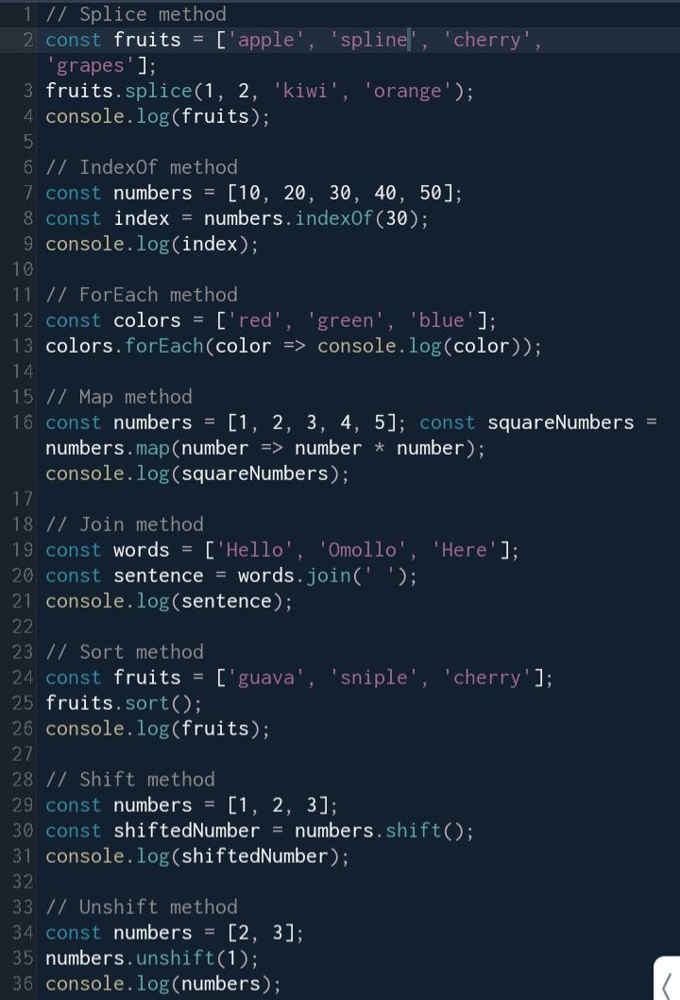 1 // Splice method
2 const fruits = ['apple', 'spline', 'cherry',
'grapes'];
3 fruits.splice(1, 2, 'kiwi', 'orange');
4 console.log(fruits);
5
6 // IndexOf method
7 const numbers = [10, 20, 30, 40, 50];
8 const index = numbers.indexOf(30);
9 console.log(index);
10
11 // ForEach method
12 const colors = ['red', 'green', 'blue'];
13 colors.forEach(color => console.log(color));
14
15 // Map method
16 const numbers = [1, 2, 3, 4, 5]; const squareNumbers =
numbers.map(number => number * number);
console.log(squareNumbers);
17
18 // Join method
19 const words = ['Hello', 'Omollo', 'Here'];
20 const sentence = words.join(' ');
21 console.log(sentence);
22
23 // Sort method
24 const fruits = ['guava', 'sniple', 'cherry'];
25 fruits.sort();
26 console.log(fruits);
27
28 // Shift method
29 const numbers = [1, 2, 3];
30 const shiftedNumber = numbers.shift();
31 console.log(shiftedNumber);
32
33 // Unshift method
34 const numbers = [2, 3];
35 numbers.unshift(1);
36 console.log(numbers);